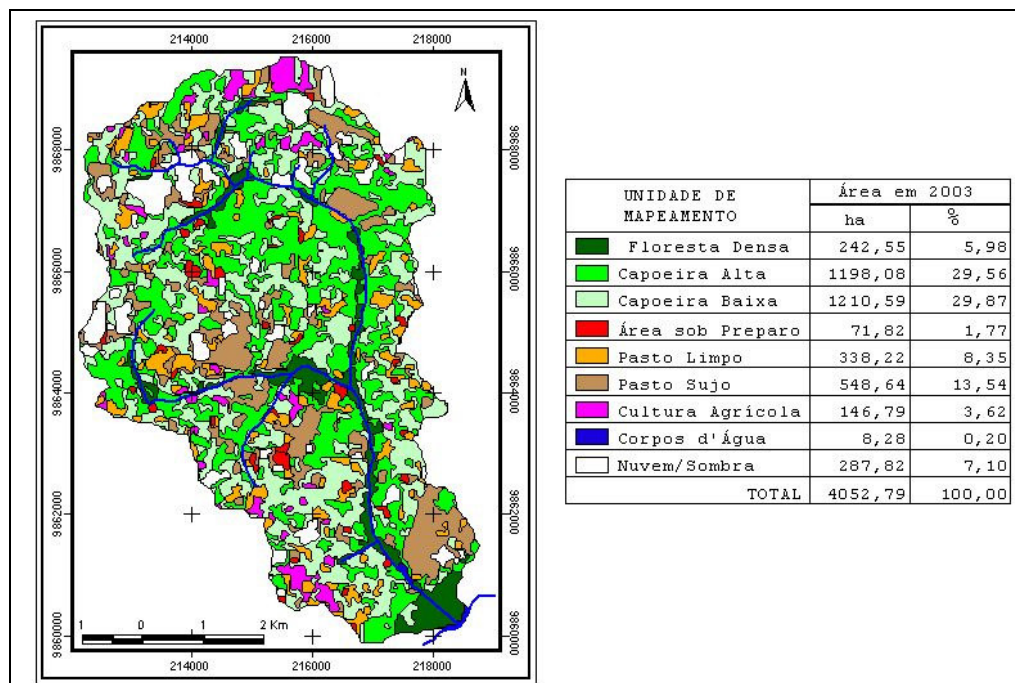 214000 216000 218000
N
9868000 9868000
9866000 9866000
9864000 9864000
9862000 9862000
9860000 9860000
1 0 1 2 Km
214000 216000 218000
UNIDADE DE MAPEAMENTO Área em 2003
ha %
Floresta Densa 242,55 5,98
Capoeira Alta 1198,08 29,56
Capoeira Baixa 1210,59 29,87
Área sob Preparo 71,82 1,77
Pasto Limpo 338,22 8,35
Pasto Sujo 548,64 13,54
Cultura Agrícola 146,79 3,62
Corpos d'Água 8,28 0,20
Nuvem/Sombra 287,82 7,10
TOTAL 4052,79 100,00